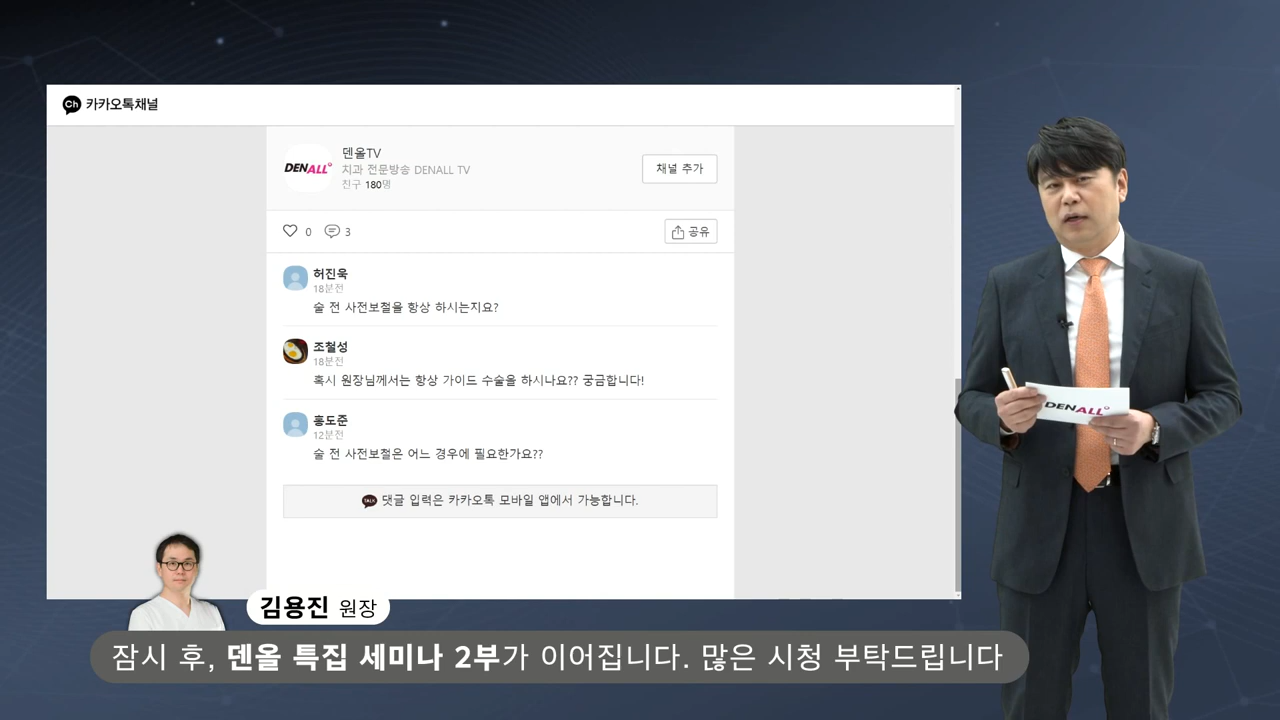 Ch 카카오톡채널
DENALL
덴올TV
치과 전문방송 DENALL TV
친구 180명
채널 추가
0 3
공유
허진욱
18분전
술 전 사전보철을 항상 하시는지요?
조철성
18분전
혹시 원장님께서는 항상 가이드 수술을 하시나요?? 궁금합니다!
홍도준
12분전
술 전 사전보철은 어느 경우에 필요한가요??
TALK 댓글 입력은 카카오톡 모바일 앱에서 가능합니다.
DENALL
김용진 원장
잠시 후, 덴올 특집 세미나 2부가 이어집니다. 많은 시청 부탁드립니다